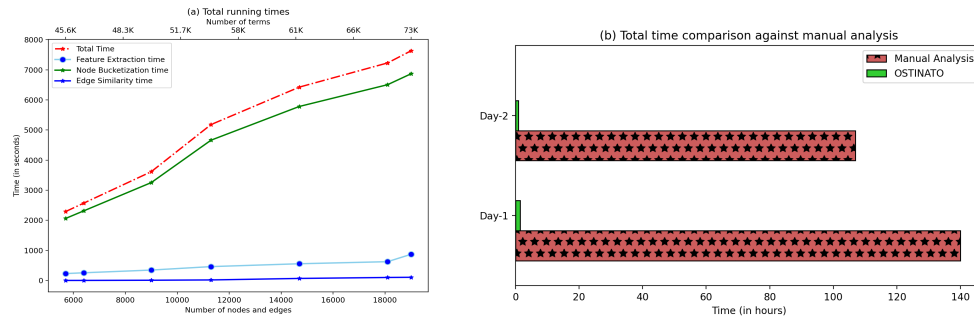 (a) Total running times
Number of terms
45.6K 48.3K 51.7K 58K 61K 66K 73K
Total Time
Feature Extraction time
Node Bucketization time
Edge Similarity time
8000
7000
6000
5000
4000
3000
2000
1000
0
Time (in seconds)
6000 8000 10000 12000 14000 16000 18000
Number of nodes and edges
(b) Total time comparison against manual analysis
Manual Analysis
OSTINATO
Day-2
Day-1
0 20 40 60 80 100 120 140
Time (in hours)